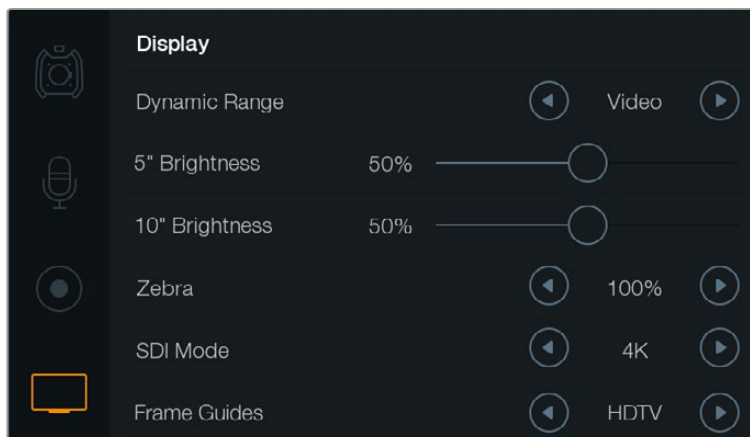 Display
Dynamic Range Video
5" Brightness 50%
10" Brightness 50%
Zebra 100%
SDI Mode 4K
Frame Guides HDTV